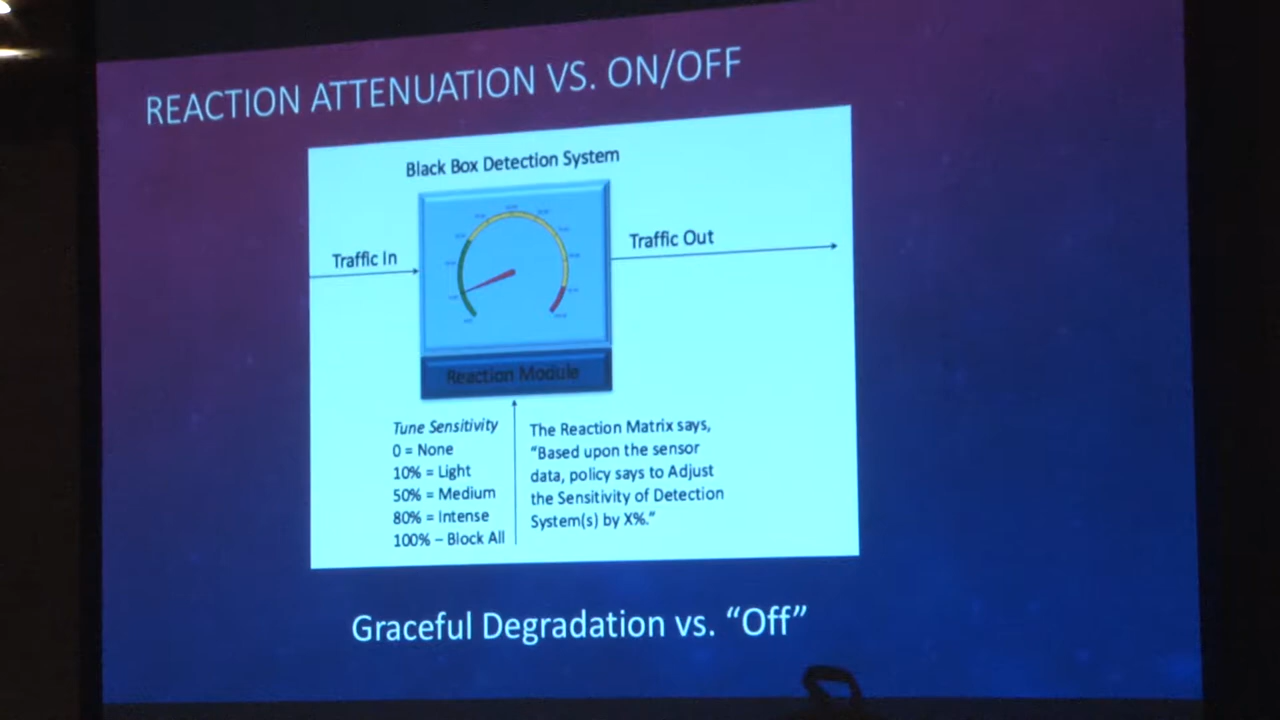 REACTION ATTENUATION VS. ON/OFF
Black Box Detection System
Traffic In
Traffic Out
Reaction Module
Tune Sensitivity
0 = None
10% = Light
50% = Medium
80% = Intense
100% – Block All
The Reaction Matrix says,
“Based upon the sensor
data, policy says to Adjust
the Sensitivity of Detection
System(s) by X%.”
Graceful Degradation vs. “Off”